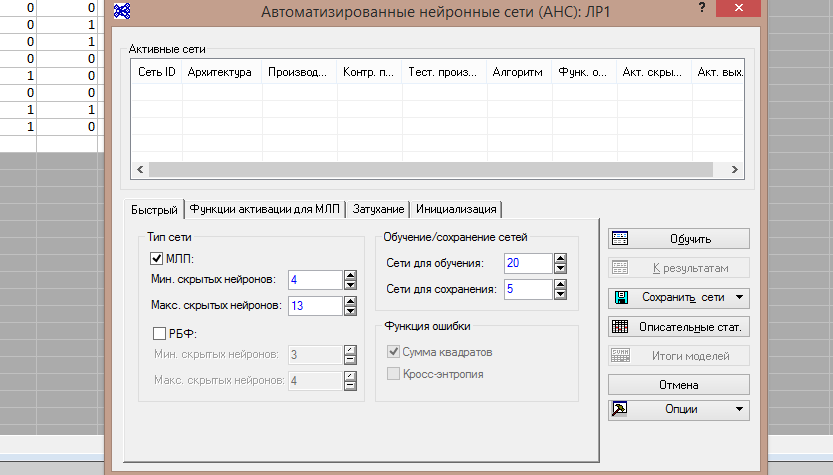 Автоматизированные нейронные сети (АНС): ЛР1 ? ×
0 0
0 1
0 1
0 0
1 0
0 0
1 1
1 0
Активные сети
Сеть ID Архитектура Производ... Контр. п... Тест. произ... Алгоритм Функ. о... Акт. скры... Акт. вых.
Быстрый Функции активации для МЛП Затухание Инициализация
Тип сети
МЛП:
Мин. скрытых нейронов: 4
Макс. скрытых нейронов: 13
РБФ:
Мин. скрытых нейронов: 3
Макс. скрытых нейронов: 4
Обучение/сохранение сетей
Сети для обучения: 20
Сети для сохранения: 5
Функция ошибки
Сумма квадратов
Кросс-энтропия
Обучить
К результатам
Сохранить сети
Описательные стат.
Итоги моделей
Отмена
Опции